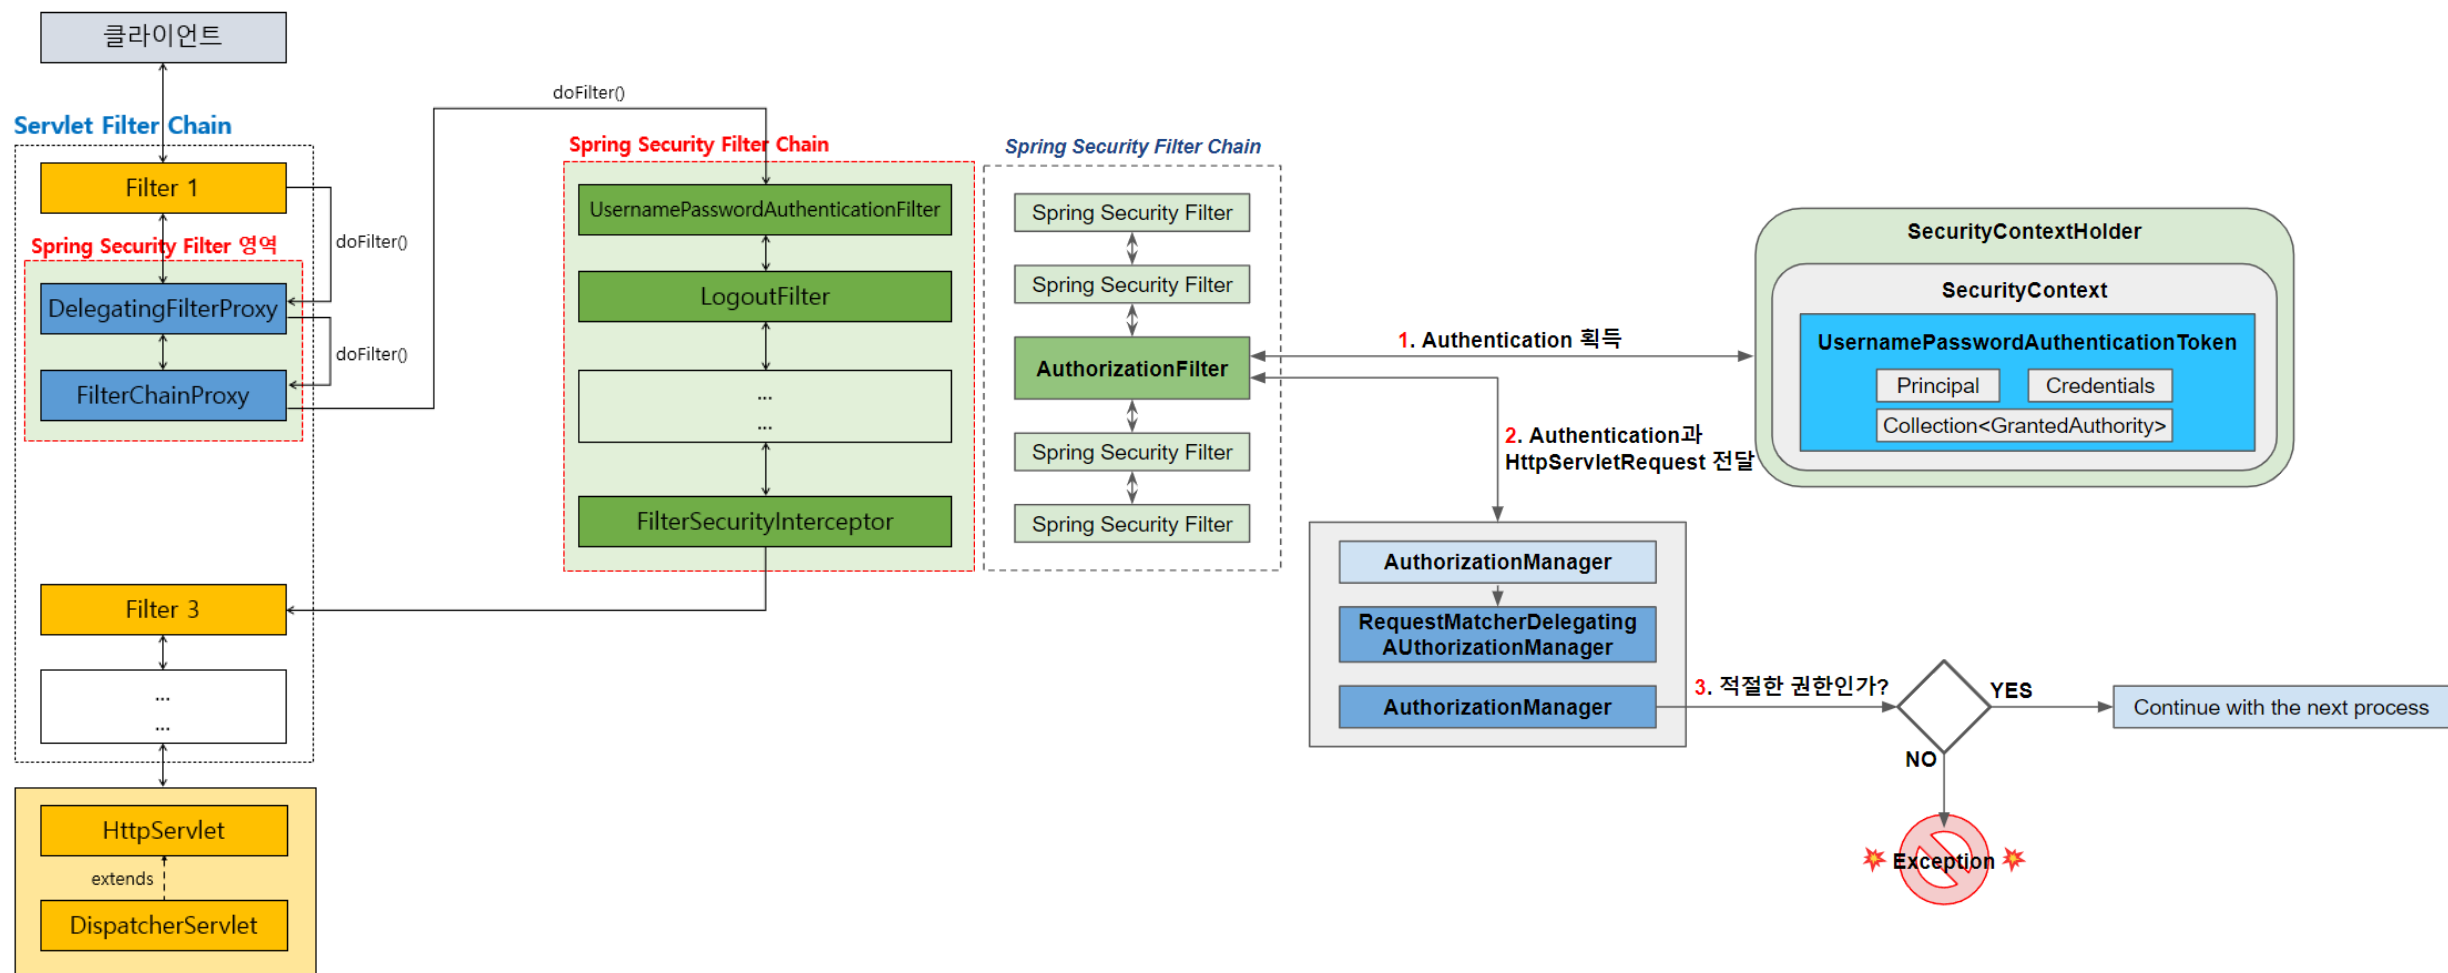 클라이언트
Servlet Filter Chain
Filter 1
doFilter()
Spring Security Filter 영역
DelegatingFilterProxy
doFilter()
FilterChainProxy
Filter 3
...
...
HttpServlet
extends
DispatcherServlet
doFilter()
Spring Security Filter Chain
UsernamePasswordAuthenticationFilter
LogoutFilter
...
...
FilterSecurityInterceptor
Spring Security Filter Chain
Spring Security Filter
Spring Security Filter
AuthorizationFilter
Spring Security Filter
Spring Security Filter
1. Authentication 획득
2. Authentication과
HttpServletRequest 전달
SecurityContextHolder
SecurityContext
UsernamePasswordAuthenticationToken
Principal
Credentials
Collection<GrantedAuthority>
AuthorizationManager
RequestMatcherDelegating
AUthorizationManager
AuthorizationManager
3. 적절한 권한인가?
YES
Continue with the next process
NO
Exception